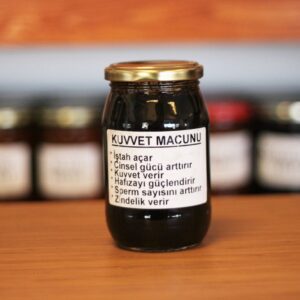 KUVVET MACUNU
* İştah açar
* Cinsel gücü arttırır
* Kuvvet verir
* Hafızayı güçlendirir
* Sperm sayısını arttırır
* Zindelik verir